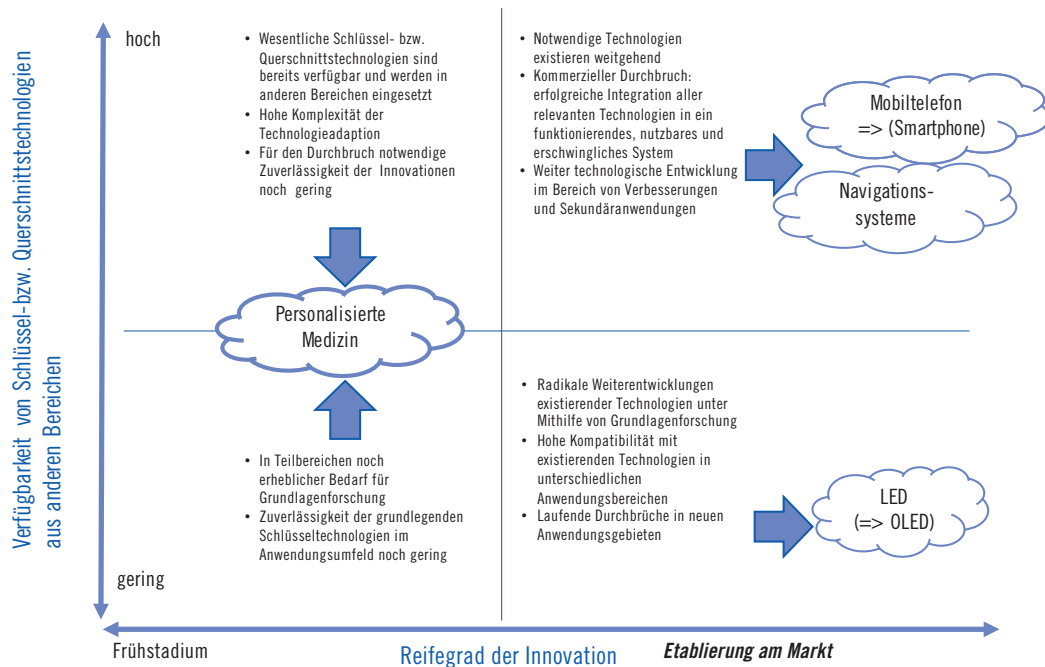 Verfügbarkeit von Schlüssel-bzw. Querschnittstechnologien
aus anderen Bereichen
hoch
• Wesentliche Schlüssel- bzw.
Querschnittstechnologien sind
bereits verfügbar und werden in
anderen Bereichen eingesetzt
• Hohe Komplexität der
Technologieadaption
• Für den Durchbruch notwendige
Zuverlässigkeit der Innovationen
noch gering
• Notwendige Technologien
existieren weitgehend
• Kommerzieller Durchbruch:
erfolgreiche Integration aller
relevanten Technologien in ein
funktionierendes, nutzbares und
erschwingliches System
• Weiter technologische Entwicklung
im Bereich von Verbesserungen
und Sekundäranwendungen
Mobiltelefon
=> (Smartphone)
Navigations-
systeme
Personalisierte
Medizin
• In Teilbereichen noch
erheblicher Bedarf für
Grundlagenforschung
• Zuverlässigkeit der grundlegenden
Schlüsseltechnologien im
Anwendungsumfeld noch gering
• Radikale Weiterentwicklungen
existierender Technologien unter
Mithilfe von Grundlagenforschung
• Hohe Kompatibilität mit
existierenden Technologien in
unterschiedlichen
Anwendungsbereichen
• Laufende Durchbrüche in neuen
Anwendungsgebieten
LED
(=> OLED)
gering
Frühstadium
Reifegrad der Innovation
Etablierung am Markt